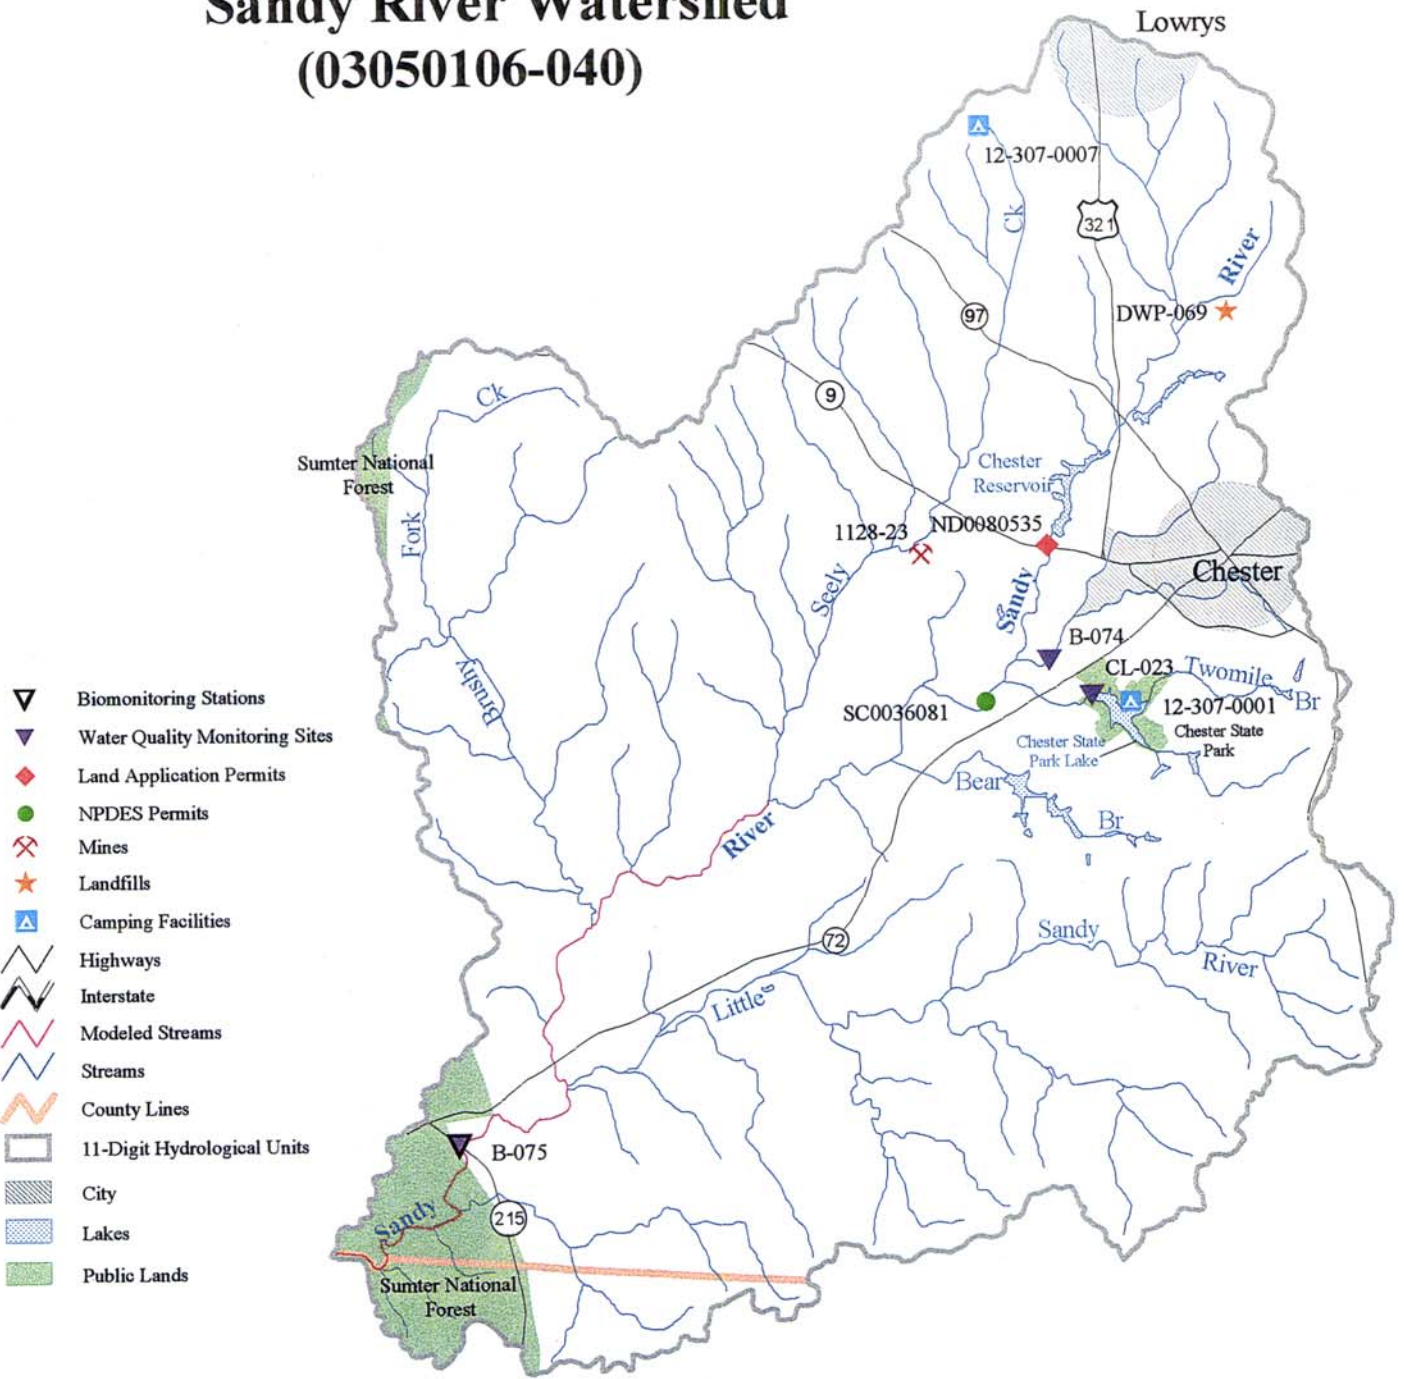 Sandy River Watershed
(03050106-040)
Lowrys
12-307-0007
Ck
321
River
DWP-069
97
9
Ck
Sumter National
Forest
Fork
Chester
Reservoir
1128-23
ND0080535
Chester
Seely
Sandy
B-074
CL-023
Twomile
Br
12-307-0001
Chester State
Park
SC0036081
Chester State
Park Lake
Brushy
Bear
Br
River
72
Sandy
River
Little
B-075
215
Sandy
Sumter National
Forest
Biomonitoring Stations
Water Quality Monitoring Sites
Land Application Permits
NPDES Permits
Mines
Landfills
Camping Facilities
Highways
Interstate
Modeled Streams
Streams
County Lines
11-Digit Hydrological Units
City
Lakes
Public Lands